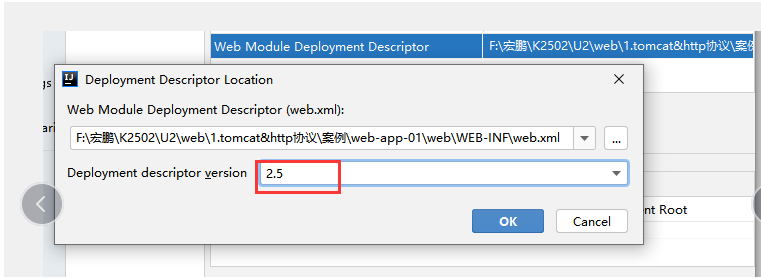 Web Module Deployment Descriptor
F:\宏鹏\K2502\U2\web\1.tomcat&http协议\案例
gs
Deployment Descriptor Location
Web Module Deployment Descriptor (web.xml):
ari
F:\宏鹏\K2502\U2\web\1.tomcat&http协议\案例\web-app-01\web\WEB-INF\web.xml
...
Deployment descriptor version
2.5
ent Root
OK
Cancel